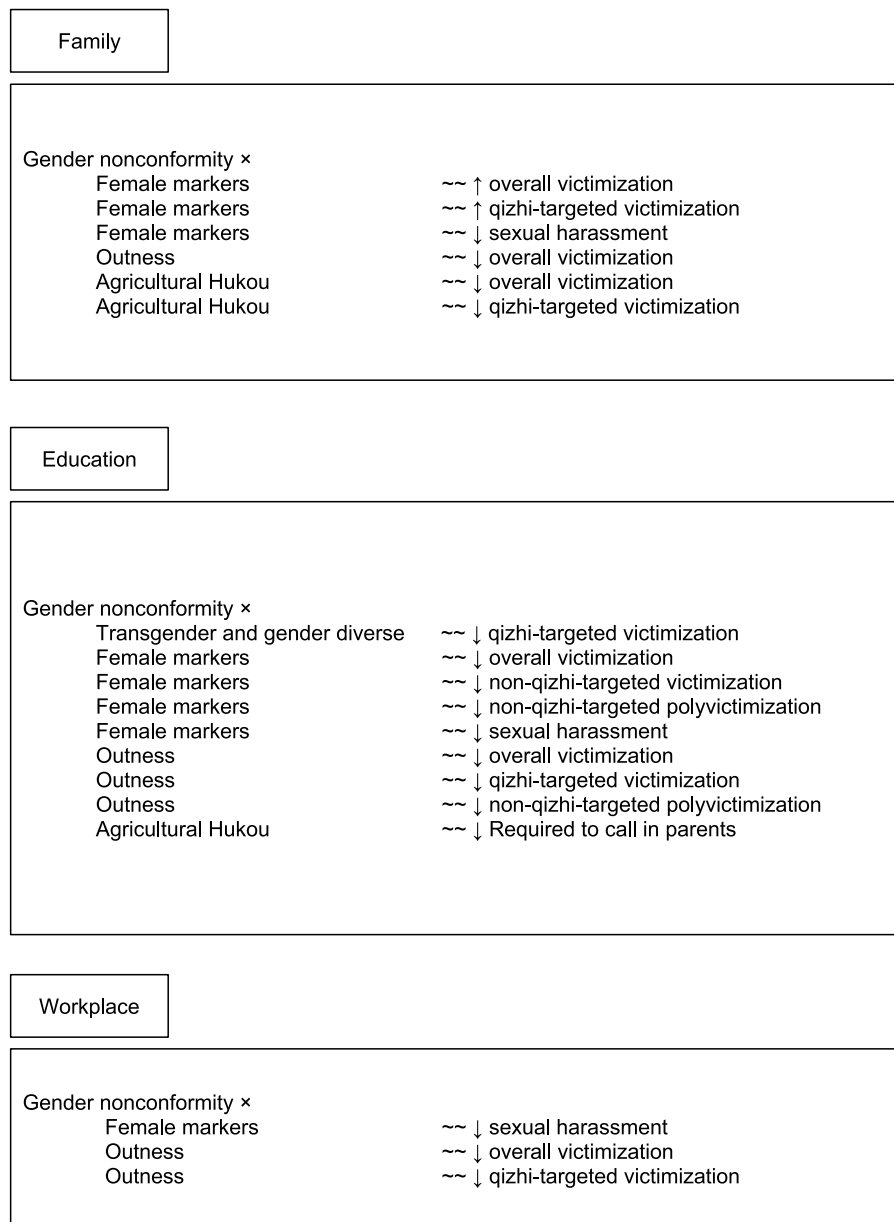 Family
Gender nonconformity ×
Female markers ~~ ↑ overall victimization
Female markers ~~ ↑ qizhi-targeted victimization
Female markers ~~ ↓ sexual harassment
Outness ~~ ↓ overall victimization
Agricultural Hukou ~~ ↓ overall victimization
Agricultural Hukou ~~ ↓ qizhi-targeted victimization
Education
Gender nonconformity ×
Transgender and gender diverse ~~ ↓ qizhi-targeted victimization
Female markers ~~ ↓ overall victimization
Female markers ~~ ↓ non-qizhi-targeted victimization
Female markers ~~ ↓ non-qizhi-targeted polyvictimization
Female markers ~~ ↓ sexual harassment
Outness ~~ ↓ overall victimization
Outness ~~ ↓ qizhi-targeted victimization
Outness ~~ ↓ non-qizhi-targeted polyvictimization
Agricultural Hukou ~~ ↓ Required to call in parents
Workplace
Gender nonconformity ×
Female markers ~~ ↓ sexual harassment
Outness ~~ ↓ overall victimization
Outness ~~ ↓ qizhi-targeted victimization